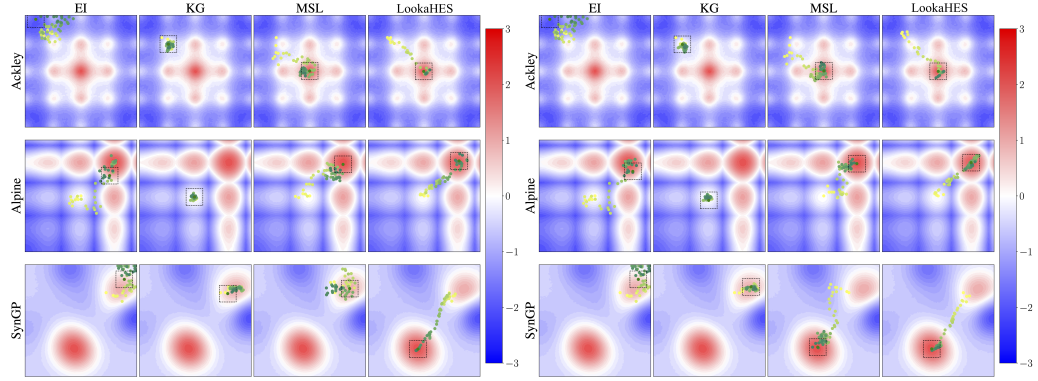 EI KG MSL LookaHES EI KG MSL LookaHES
Ackley 3 Ackley 3
2 2
1 1
Alpine 0 Alpine 0
−1 −1
−2 −2
SynGP −3 SynGP −3